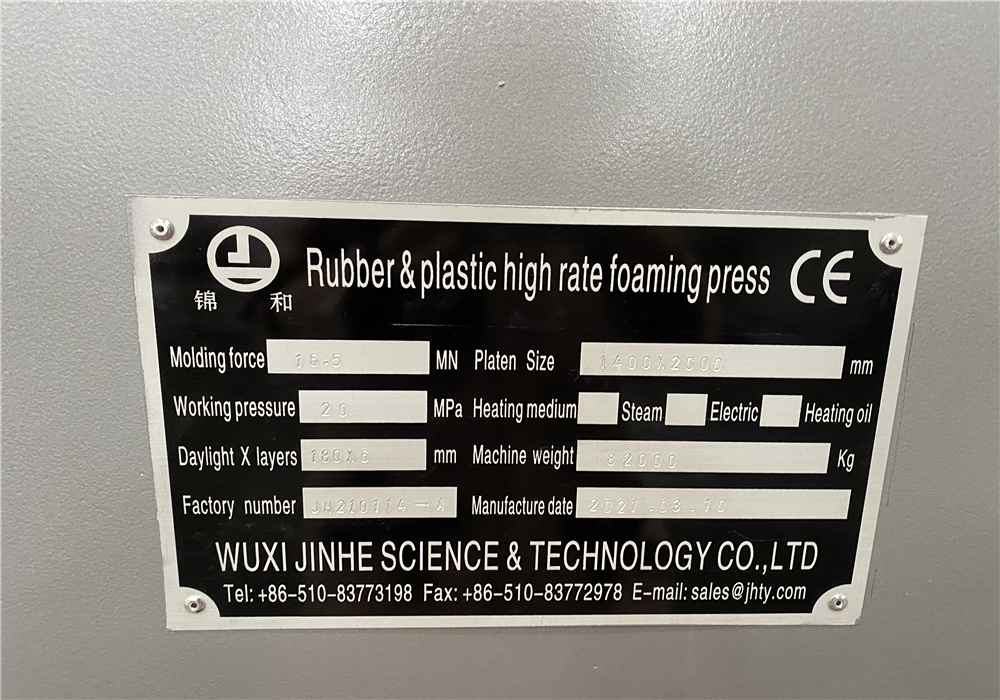 锦 和 Rubber & plastic high rate foaming press CE
Molding force 16.5 MN Platen Size 1400X2000 mm
Working pressure 20 MPa Heating medium Steam Electric Heating oil
Daylight X layers 180X6 mm Machine weight 82000 Kg
Factory number JH210114-A Manufacture date 2021.03.10
WUXI JINHE SCIENCE & TECHNOLOGY CO.,LTD
Tel: +86-510-83773198 Fax: +86-510-83772978 E-mail: sales@jhty.com